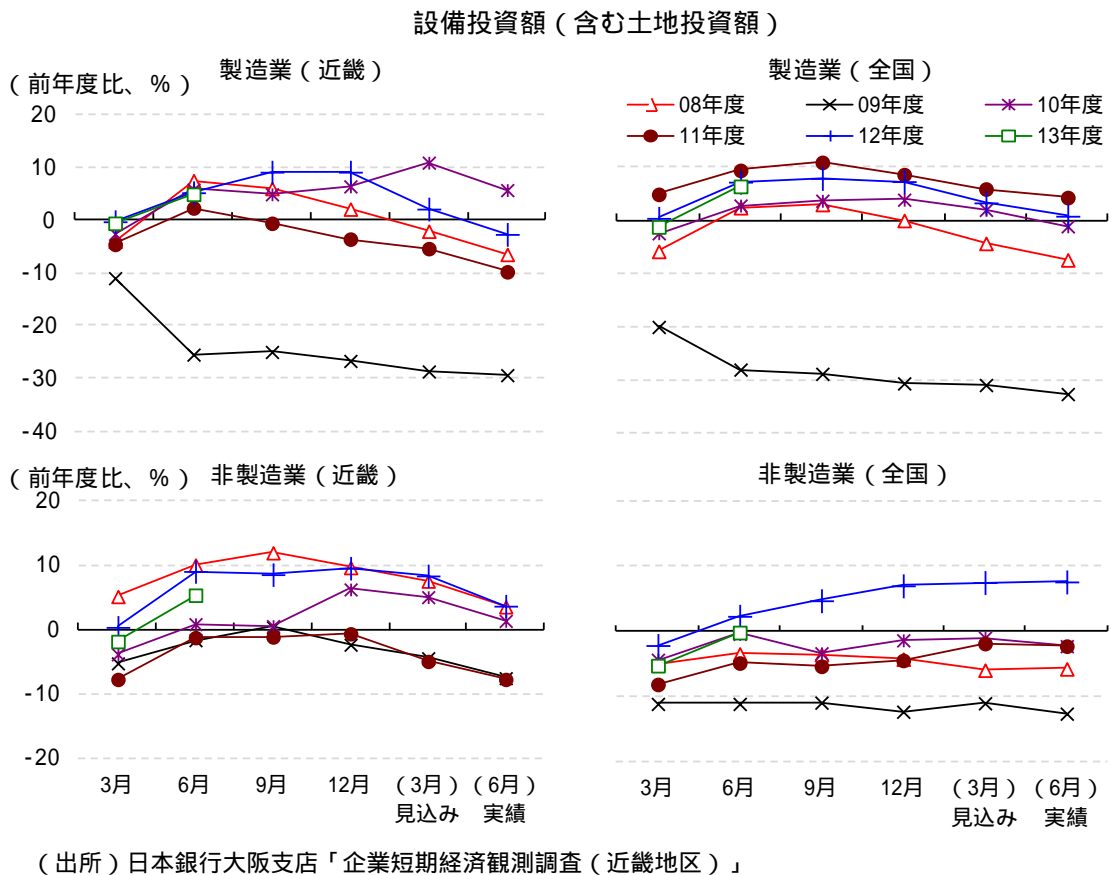 設備投資額（含む土地投資額）
製造業（近畿）
（前年度比、％）
20
10
0
-10
-20
-30
-40
製造業（全国）
08年度 09年度 10年度
11年度 12年度 13年度
（前年度比、％） 非製造業（近畿）
20
10
0
-10
-20
3月 6月 9月 12月 （3月） （6月）
見込み 実績
非製造業（全国）
3月 6月 9月 12月 （3月） （6月）
見込み 実績
（出所）日本銀行大阪支店「企業短期経済観測調査（近畿地区）」